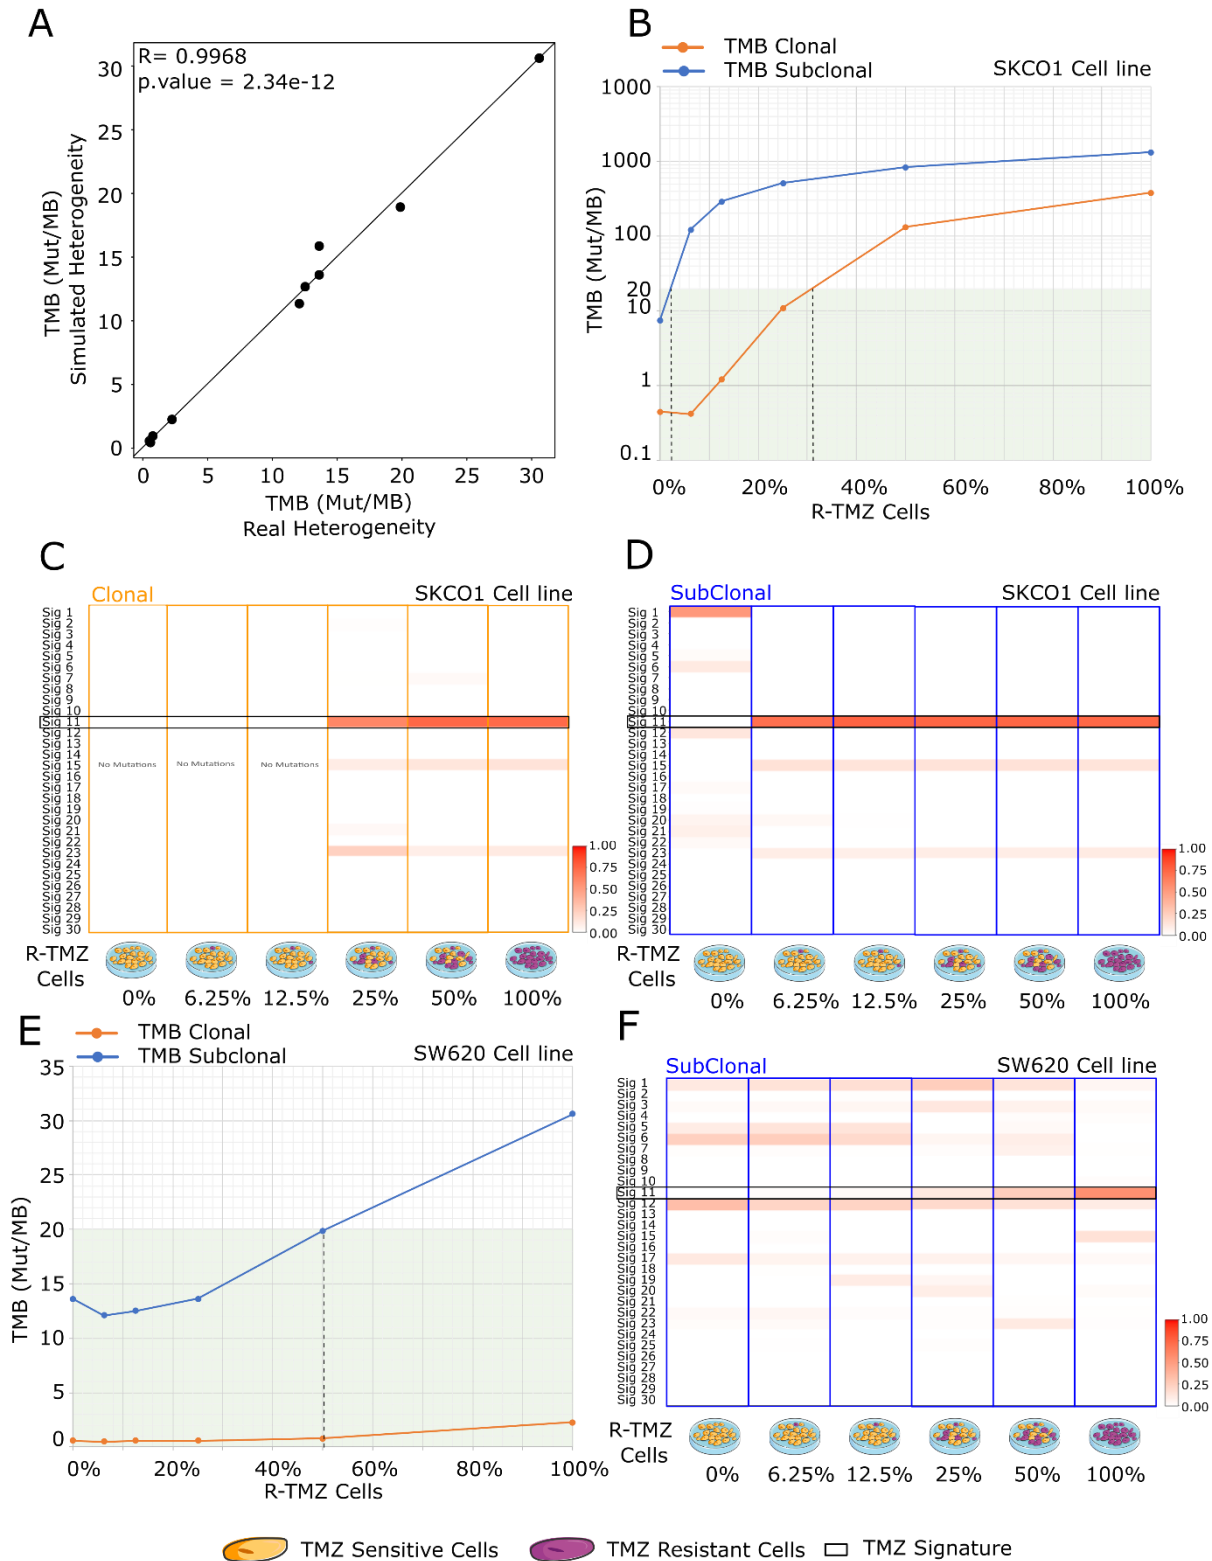 A
R= 0.9968
p.value = 2.34e-12
30
25
20
15
10
5
0
TMB (Mut/MB)
Simulated Heterogeneity
0 5 10 15 20 25 30
TMB (Mut/MB)
Real Heterogeneity
B
TMB Clonal
TMB Subclonal
SKCO1 Cell line
1000
1000
100
20
10
1
0.1
TMB (Mut/MB)
0% 20% 40% 60% 80% 100%
R-TMZ Cells
C
Clonal
SKCO1 Cell line
Sig 1
Sig 2
Sig 3
Sig 4
Sig 5
Sig 6
Sig 7
Sig 8
Sig 9
Sig 10
Sig 11
Sig 12
Sig 13
Sig 14
Sig 15
No Mutations No Mutations No Mutations
Sig 16
Sig 17
Sig 18
Sig 19
Sig 20
Sig 21
Sig 22
Sig 23
Sig 24
Sig 25
Sig 26
Sig 27
Sig 28
Sig 29
Sig 30
1.00
0.75
0.50
0.25
0.00
R-TMZ
Cells
0% 6.25% 12.5% 25% 50% 100%
D
SubClonal
SKCO1 Cell line
Sig 1
Sig 2
Sig 3
Sig 4
Sig 5
Sig 6
Sig 7
Sig 8
Sig 9
Sig 10
Sig 11
Sig 12
Sig 13
Sig 14
Sig 15
Sig 16
Sig 17
Sig 18
Sig 19
Sig 20
Sig 21
Sig 22
Sig 23
Sig 24
Sig 25
Sig 26
Sig 27
Sig 28
Sig 29
Sig 30
1.00
0.75
0.50
0.25
0.00
R-TMZ
Cells
0% 6.25% 12.5% 25% 50% 100%
E
TMB Clonal
TMB Subclonal
SW620 Cell line
35
30
25
20
15
10
5
0
TMB (Mut/MB)
0% 20% 40% 60% 80% 100%
R-TMZ Cells
F
SubClonal
SW620 Cell line
Sig 1
Sig 2
Sig 3
Sig 4
Sig 5
Sig 6
Sig 7
Sig 8
Sig 9
Sig 10
Sig 11
Sig 12
Sig 13
Sig 14
Sig 15
Sig 16
Sig 17
Sig 18
Sig 19
Sig 20
Sig 21
Sig 22
Sig 23
Sig 24
Sig 25
Sig 26
Sig 27
Sig 28
Sig 29
Sig 30
1.00
0.75
0.50
0.25
0.00
R-TMZ
Cells
0% 6.25% 12.5% 25% 50% 100%
TMZ Sensitive Cells
TMZ Resistant Cells
TMZ Signature